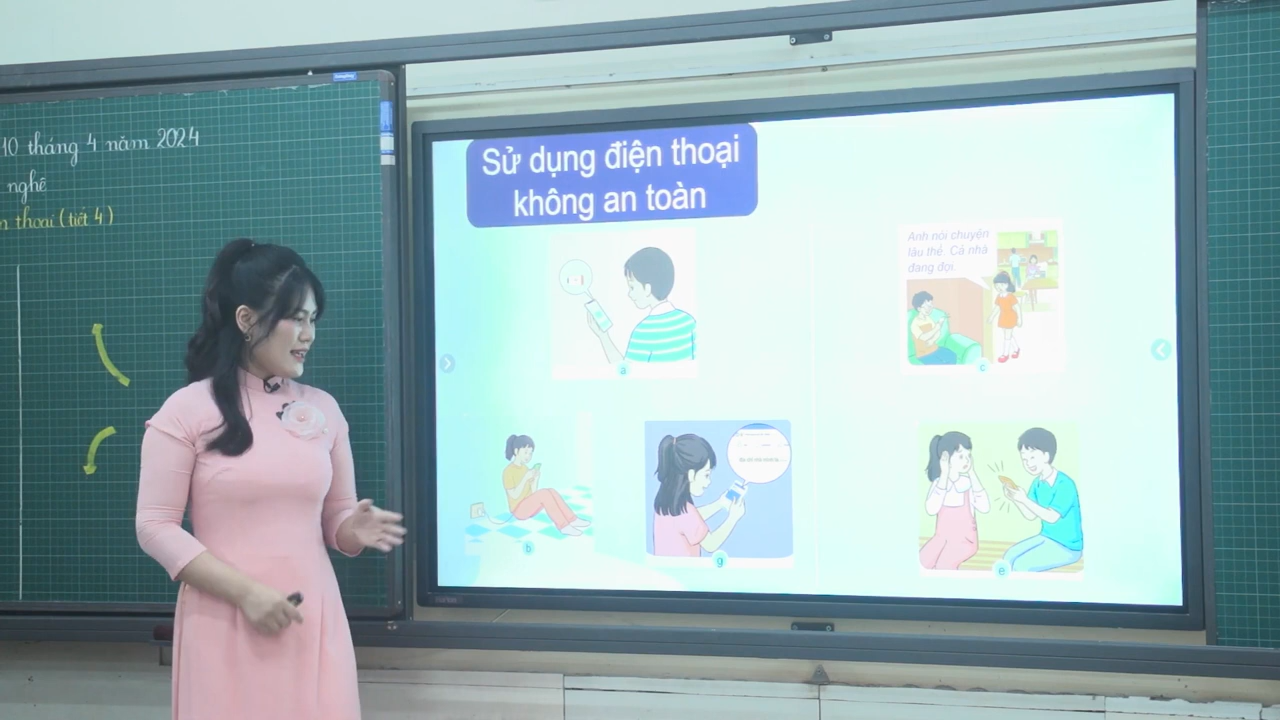 10 tháng 4 năm 2024
nghệ
thoại (tiết 4)
Sử dụng điện thoại
không an toàn
Anh nói chuyện
lâu thế. Cả nhà
đang đợi.
a
c
b
g
e